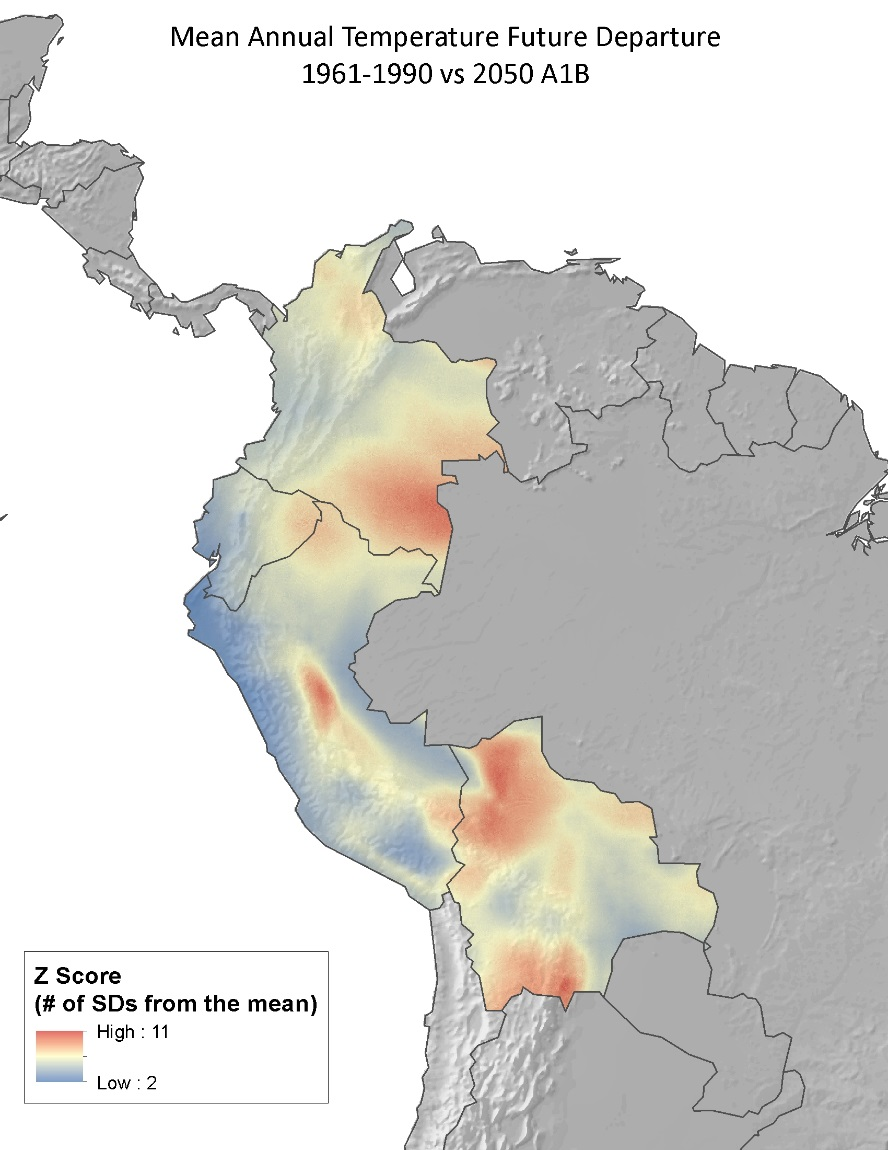 Mean Annual Temperature Future Departure
1961-1990 vs 2050 A1B
Z Score
(# of SDs from the mean)
High : 11
Low : 2